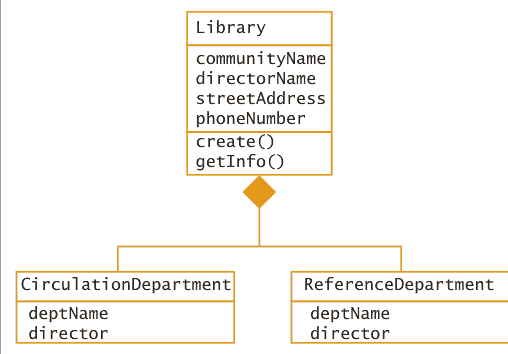 Library
communityName
directorName
streetAddress
phoneNumber
create()
getInfo()
CirculationDepartment
deptName
director
ReferenceDepartment
deptName
director